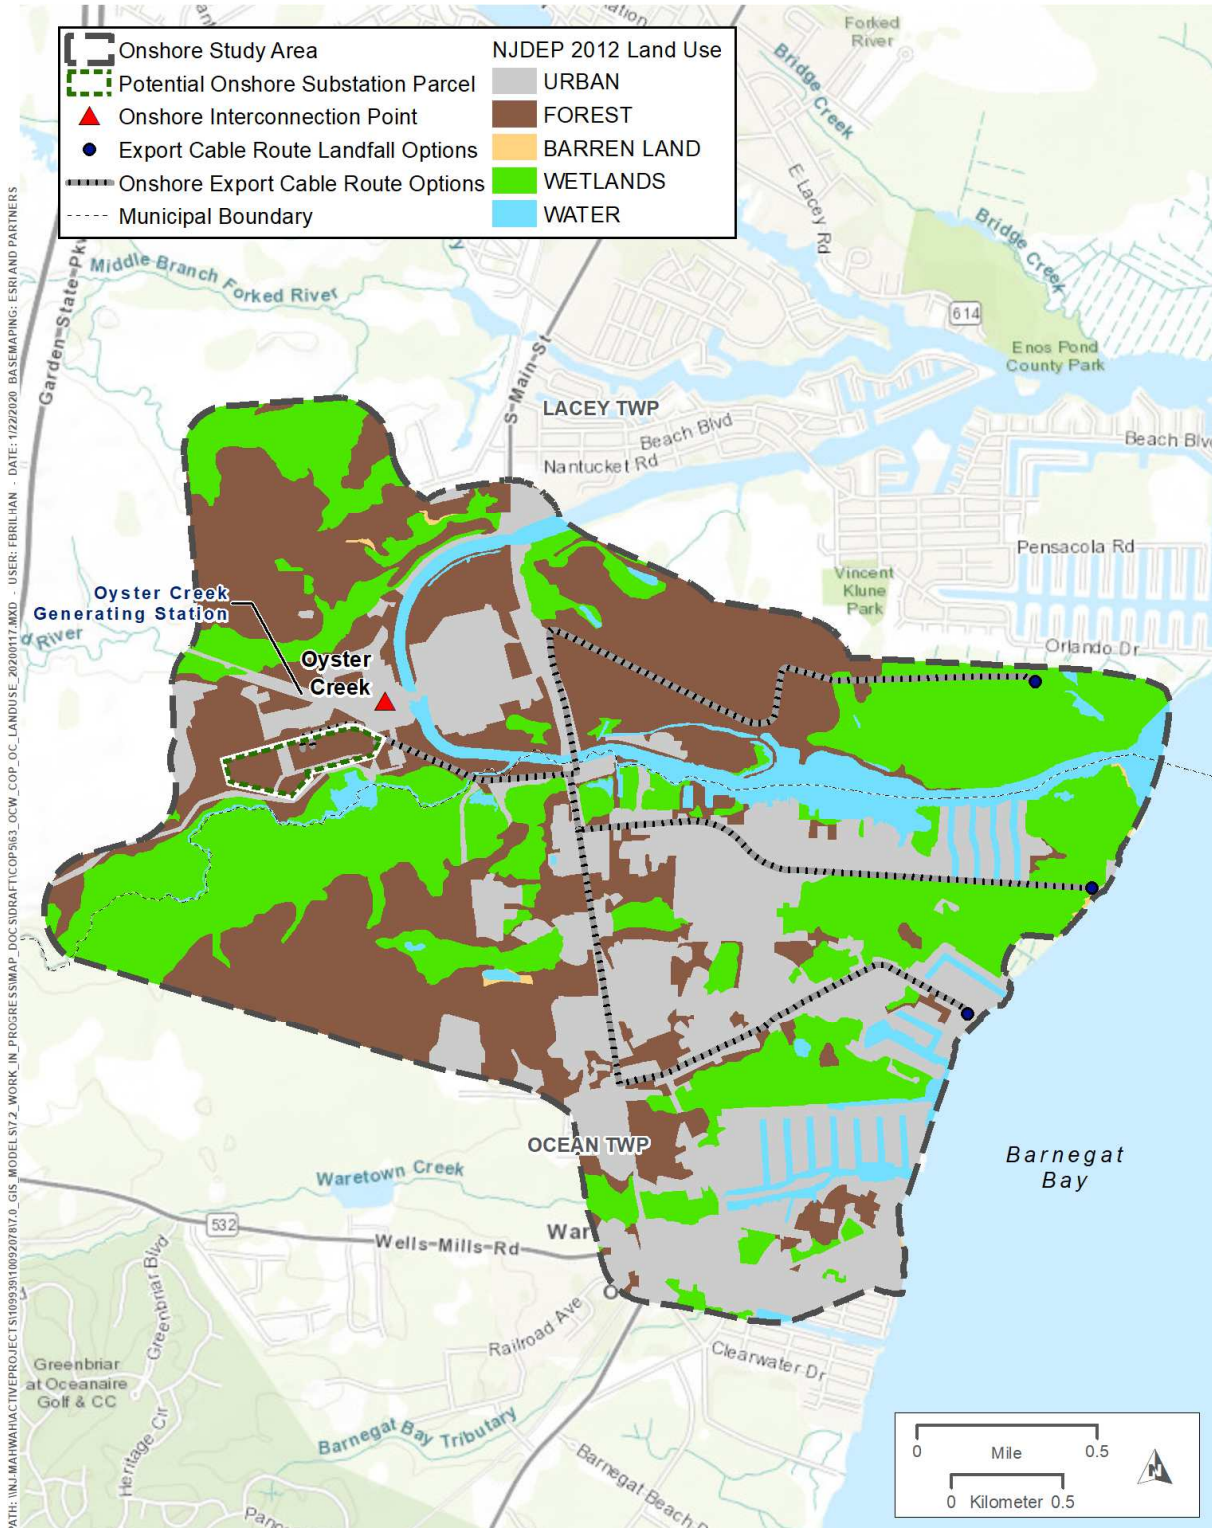 Onshore Study Area
Potential Onshore Substation Parcel
Onshore Interconnection Point
Export Cable Route Landfall Options
Onshore Export Cable Route Options
Municipal Boundary
NJDEP 2012 Land Use
URBAN
FOREST
BARREN LAND
WETLANDS
WATER
Forked
River
Bridge Creek
E Lacey Rd
Bridge Creek
614
Enos Pond
County Park
Garden-State-Pkw
Middle Branch Forked River
S-Main-St
LACEY TWP
Beach Blvd
Nantucket Rd
Beach Blv
Pensacola Rd
Vincent
Klune
Park
Orlando Dr
Oyster Creek
Generating Station
River
Oyster
Creek
OCEAN TWP
Barnegat
Bay
Waretown Creek
532
Wells-Mills-Rd
War
O
Railroad Ave
Clearwater Dr
Greenbriar Blvd
Greenbriar
at Oceanaire
Golf & CC
Heritage Cir
Barnegat Bay Tributary
Barnegat Beach D
0 Mile 0.5
0 Kilometer 0.5
N